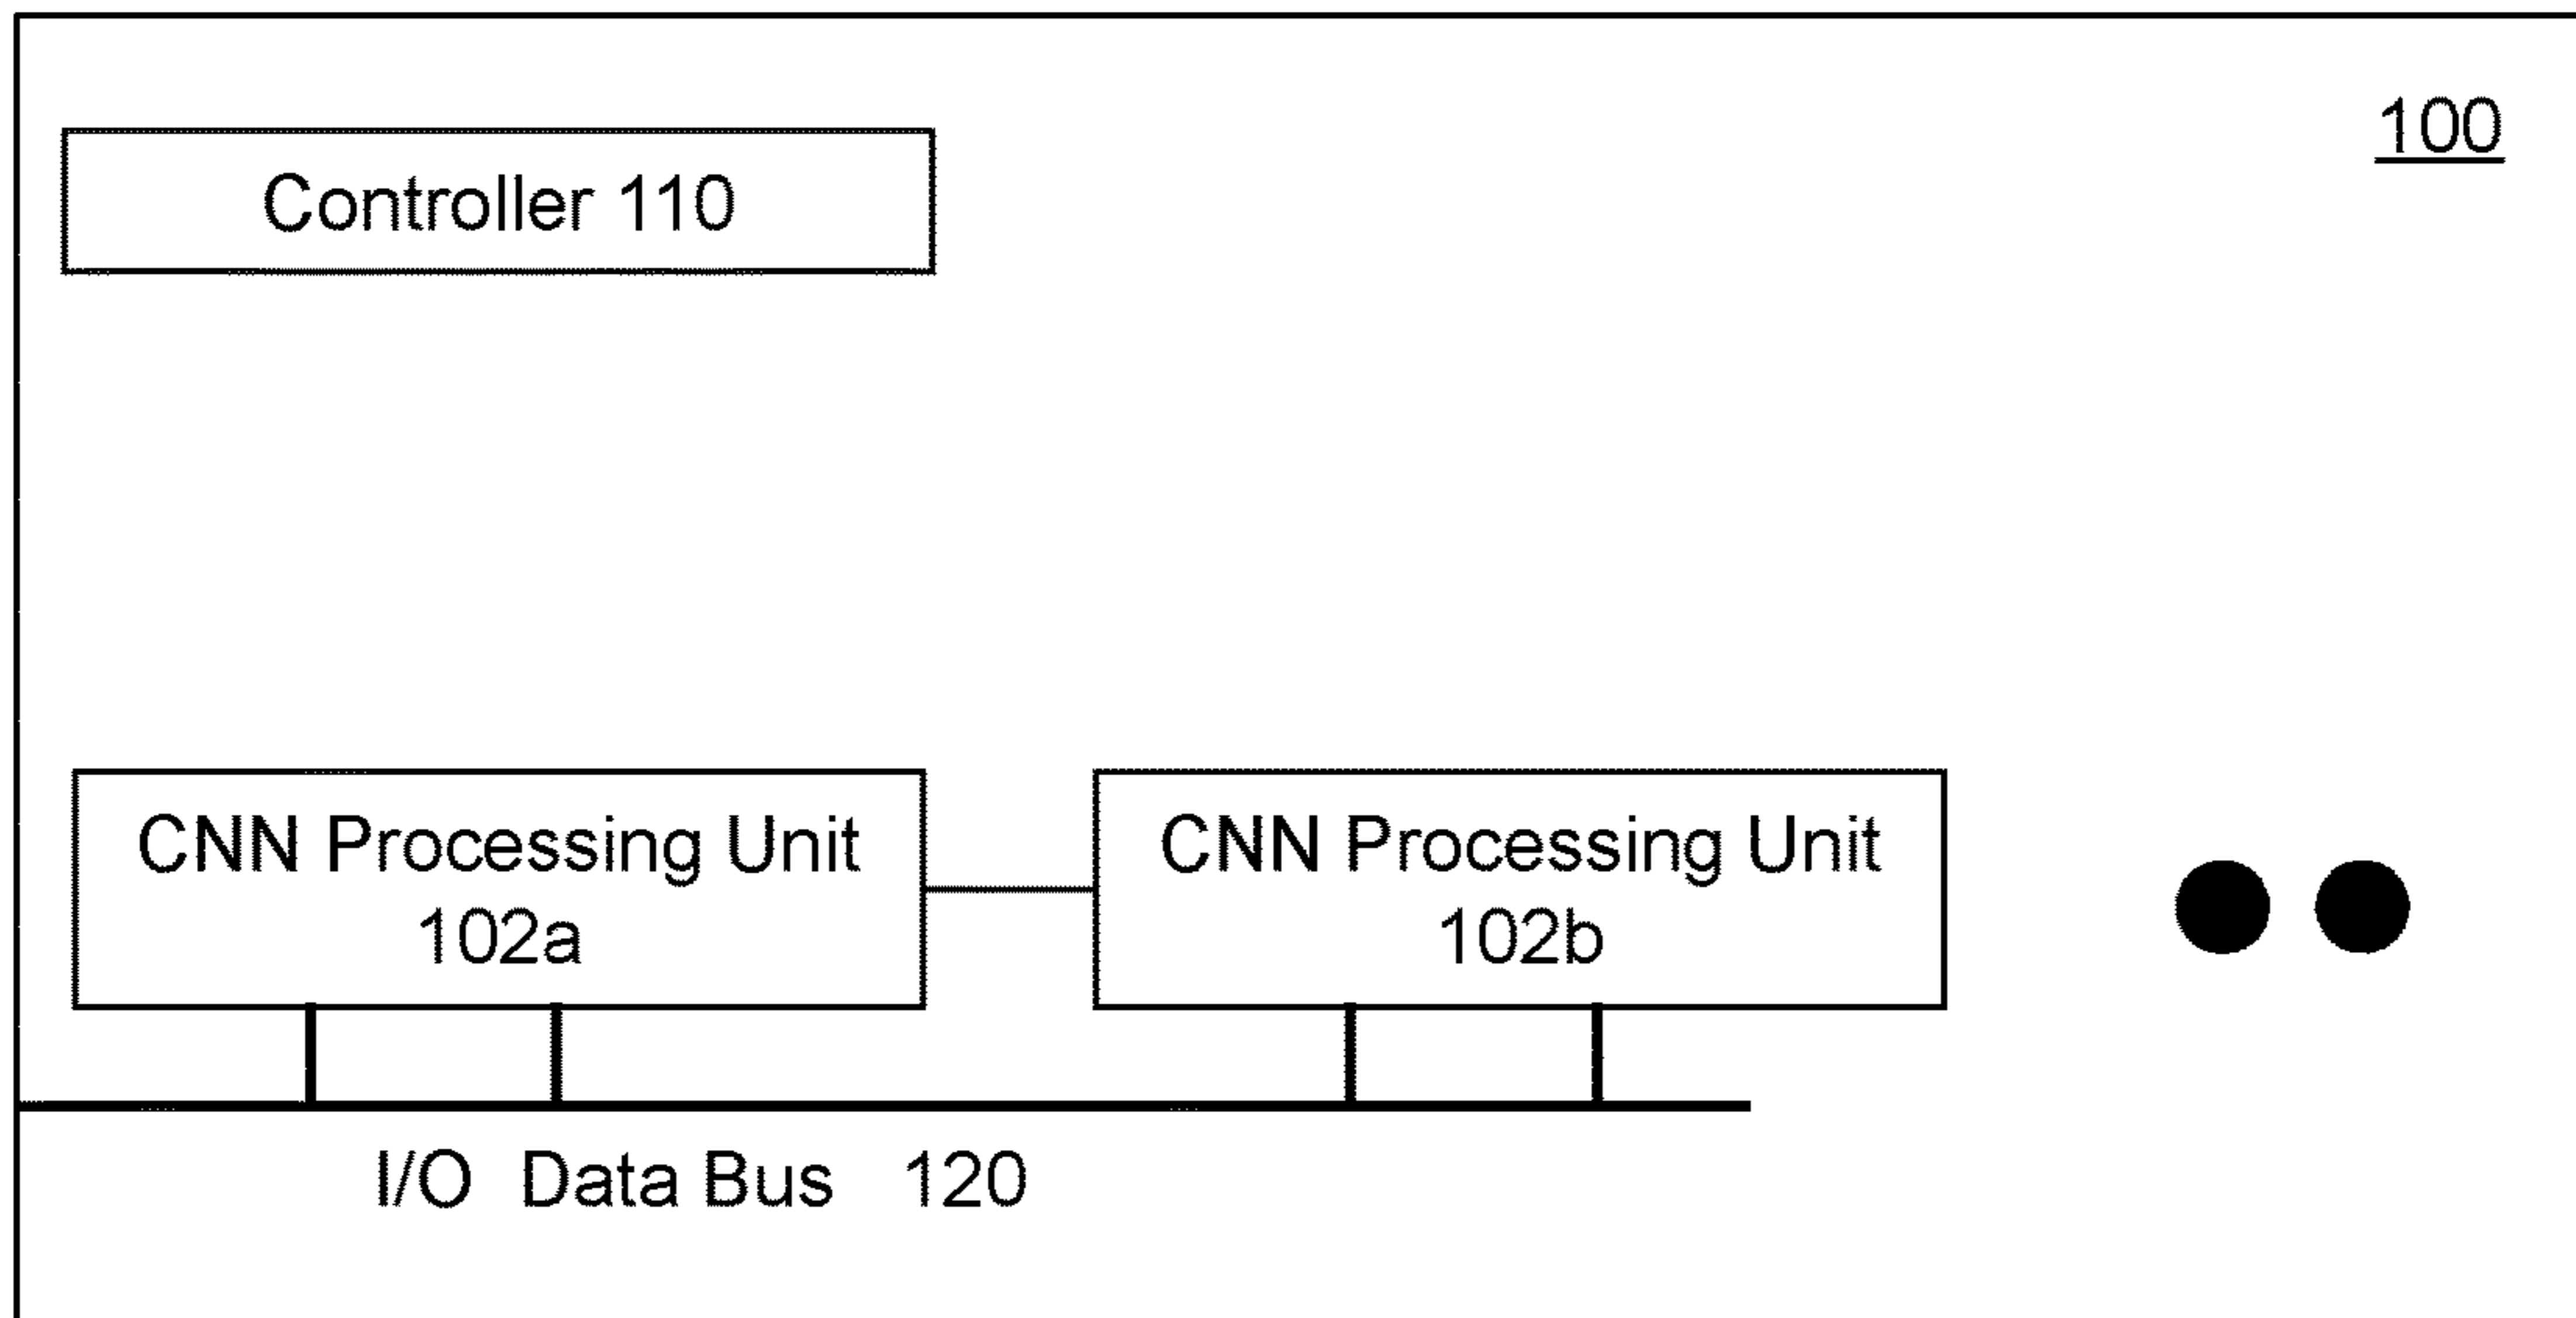 100
Controller 110
CNN Processing Unit
102a
CNN Processing Unit
102b
I/O Data Bus 120